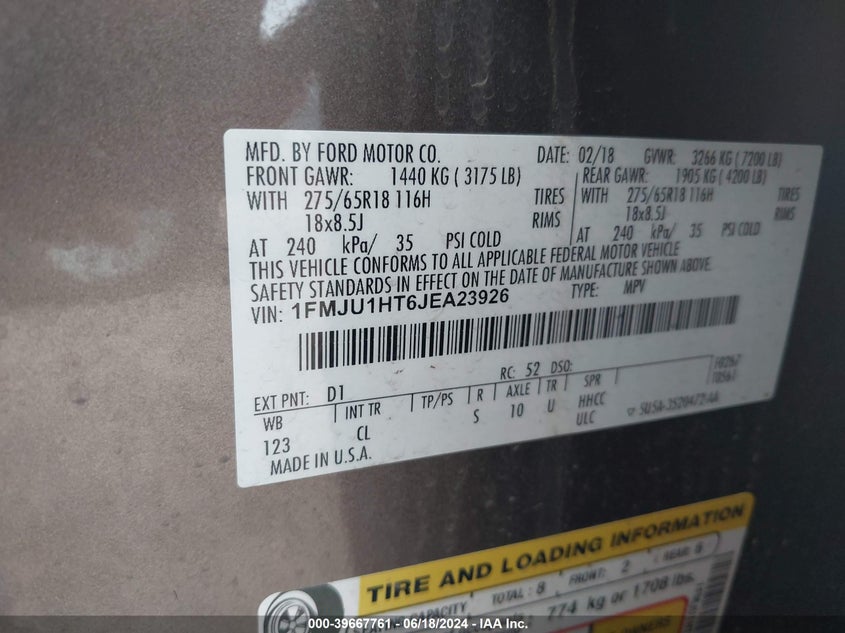 MFD. BY FORD MOTOR CO. DATE: 02/18 GVWR: 3266 KG ( 7200 LB)
FRONT GAWR: 1440 KG ( 3175 LB) REAR GAWR: 1905 KG ( 4200 LB)
WITH 275/65R18 116H TIRES WITH 275/65R18 116H TIRES
18x8.5J RIMS 18x8.5J RIMS
AT 240 kPa/ 35 PSI COLD AT 240 kPa/ 35 PSI COLD
THIS VEHICLE CONFORMS TO ALL APPLICABLE FEDERAL MOTOR VEHICLE
SAFETY STANDARDS IN EFFECT ON THE DATE OF MANUFACTURE SHOWN ABOVE.
VIN: 1FMJU1HT6JEA23926 TYPE: MPV
EXT PNT: D1 RC: 52 DSO:
WB INT TR TP/PS R AXLE TR SPR
123 CL S 10 U HHCC
ULC
MADE IN U.S.A.
TIRE AND LOADING INFORMATION
CAPACITY TOTAL : 8 FRONT: 2 REAR: 6
774 kg or 1708 lbs.
000-39667761 / 06/18/2024 / IAA Inc.